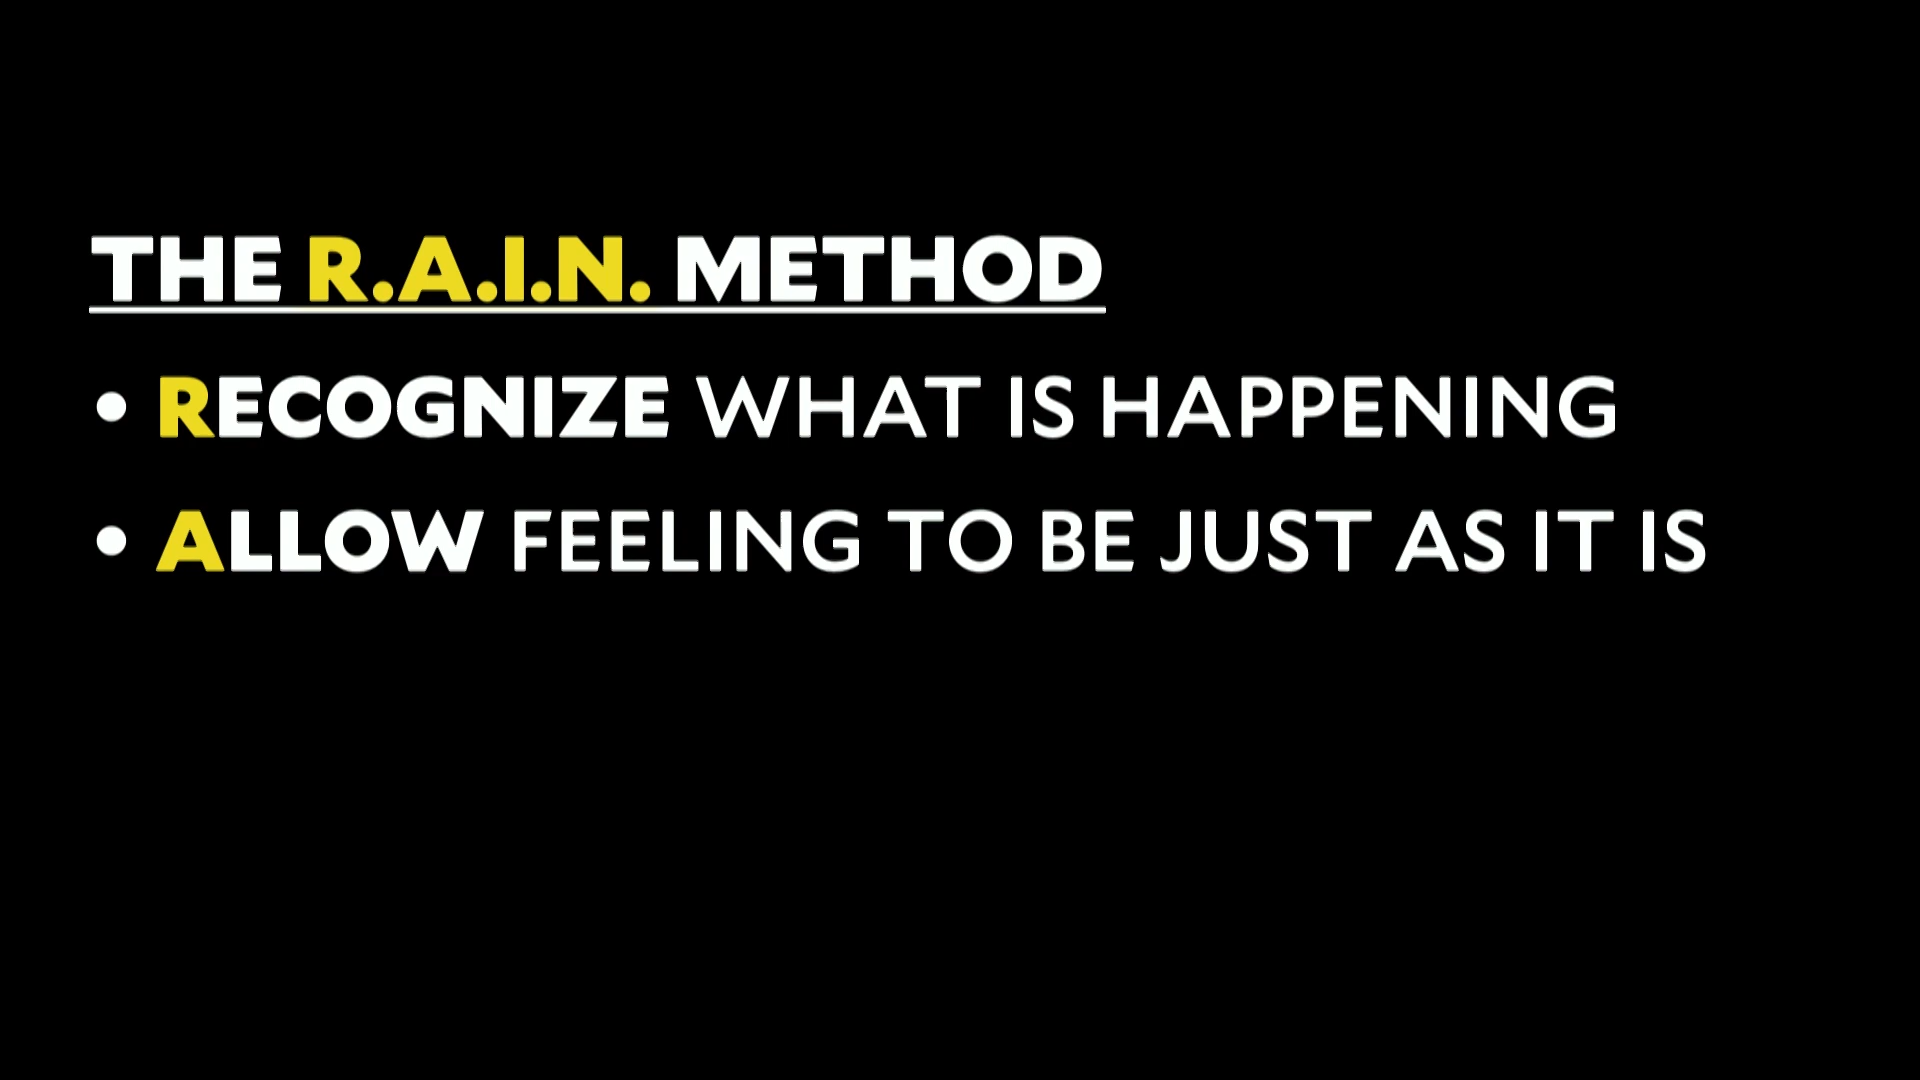 THE R.A.I.N. METHOD
• RECOGNIZE WHAT IS HAPPENING
• ALLOW FEELING TO BE JUST AS IT IS